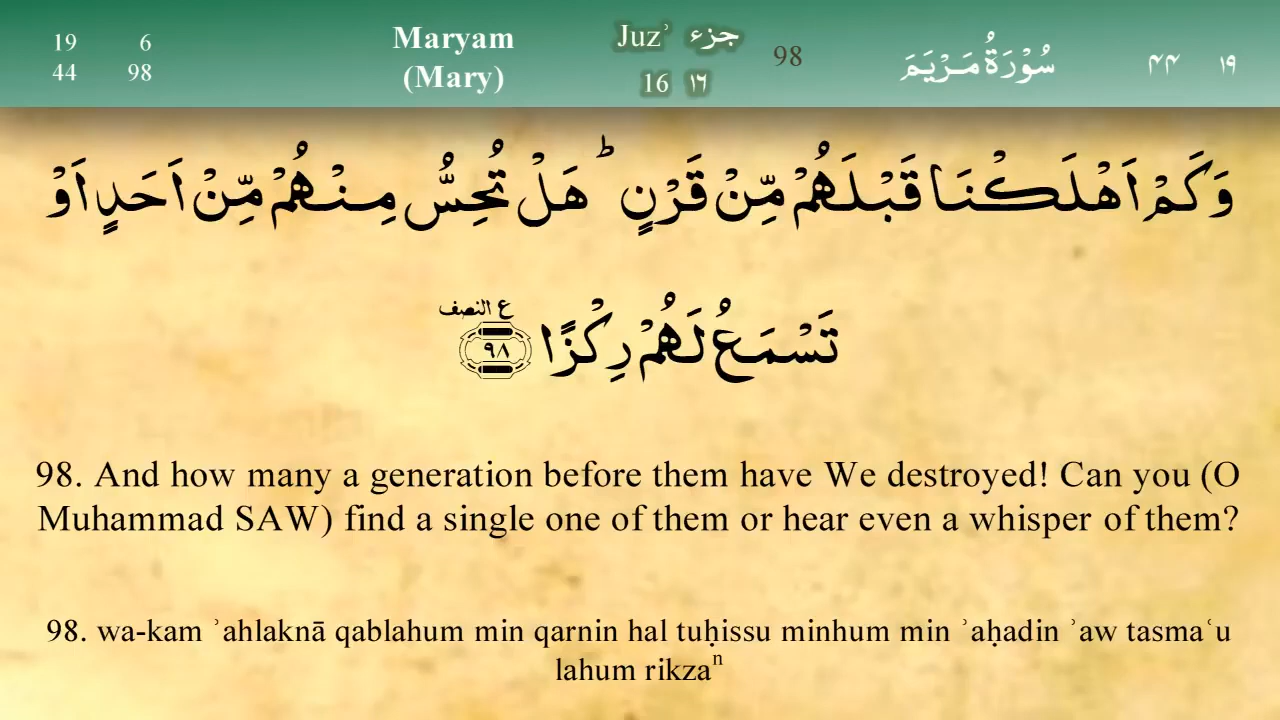 19 6
44 98
Maryam
(Mary)
Juzʾ جزء
16 ١٦
98
سُوْرَةُ مَرْيَمَ
۴۴ ١٩
وَكَمْ اَهْلَكْنَا قَبْلَهُمْ مِّنْ قَرْنٍ ؕ هَلْ تُحِسُّ مِنْهُمْ مِّنْ اَحَدٍ اَوْ
تَسْمَعُ لَهُمْ رِكْزًا ٩٨ ع النصف
98. And how many a generation before them have We destroyed! Can you (O
Muhammad SAW) find a single one of them or hear even a whisper of them?
98. wa-kam ʾahlaknā qablahum min qarnin hal tuḥissu minhum min ʾaḥadin ʾaw tasmaʿu
lahum rikzaⁿ